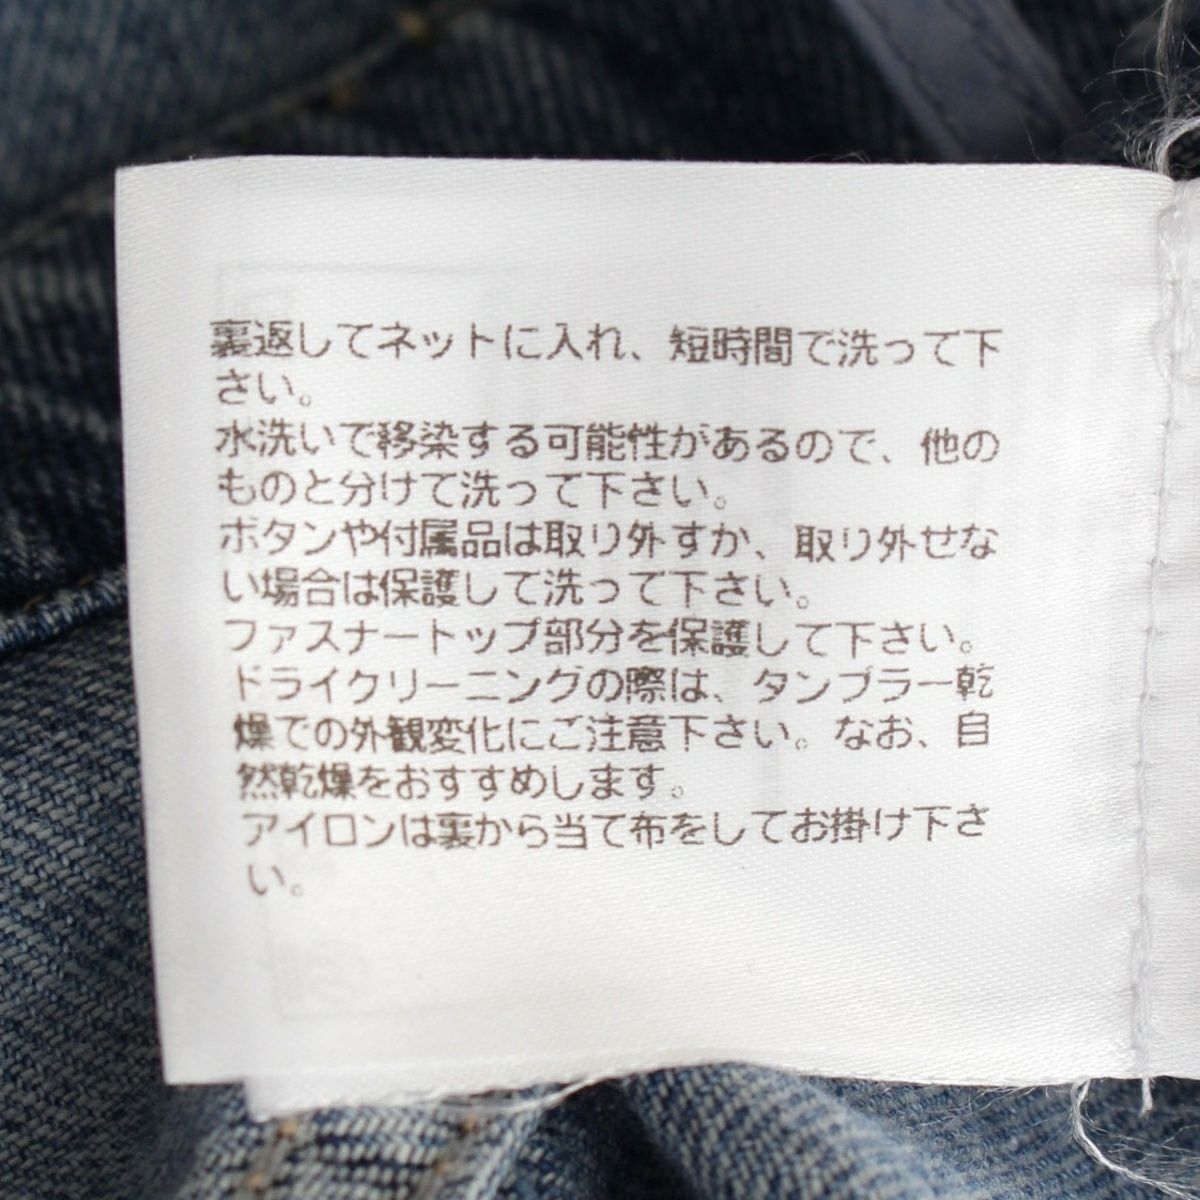 裏返してネットに入れ、短時間で洗って下
さい。
水洗いで移染する可能性があるので、他の
ものと分けて洗って下さい。
ボタンや付属品は取り外すか、取り外せな
い場合は保護して洗って下さい。
ファスナートップ部分を保護して下さい。
ドライクリーニングの際は、タンブラー乾
燥での外観変化にご注意下さい。なお、自
然乾燥をおすすめします。
アイロンは裏から当て布をしてお掛け下さ
い。